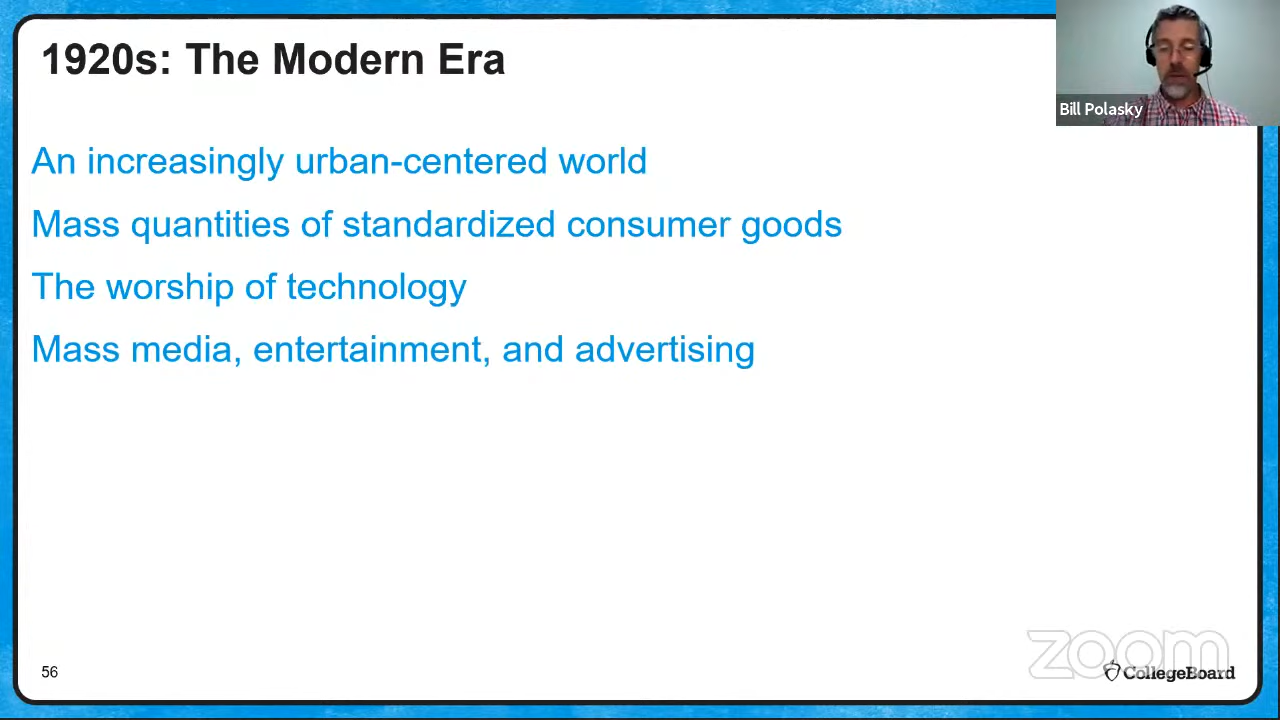 1920s: The Modern Era
Bill Polasky
An increasingly urban-centered world
Mass quantities of standardized consumer goods
The worship of technology
Mass media, entertainment, and advertising
56
zoom
CollegeBoard